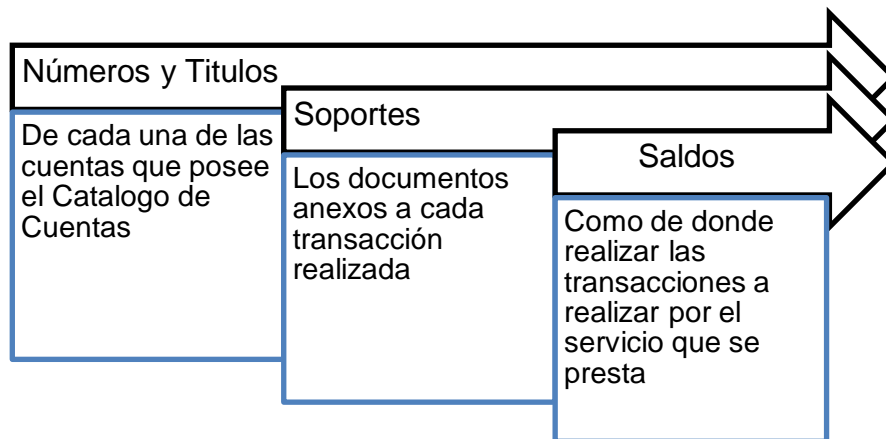 Números y Titulos
De cada una de las
cuentas que posee
el Catalogo de
Cuentas
Soportes
Los documentos
anexos a cada
transacción
realizada
Saldos
Como de donde
realizar las
transacciones a
realizar por el
servicio que se
presta